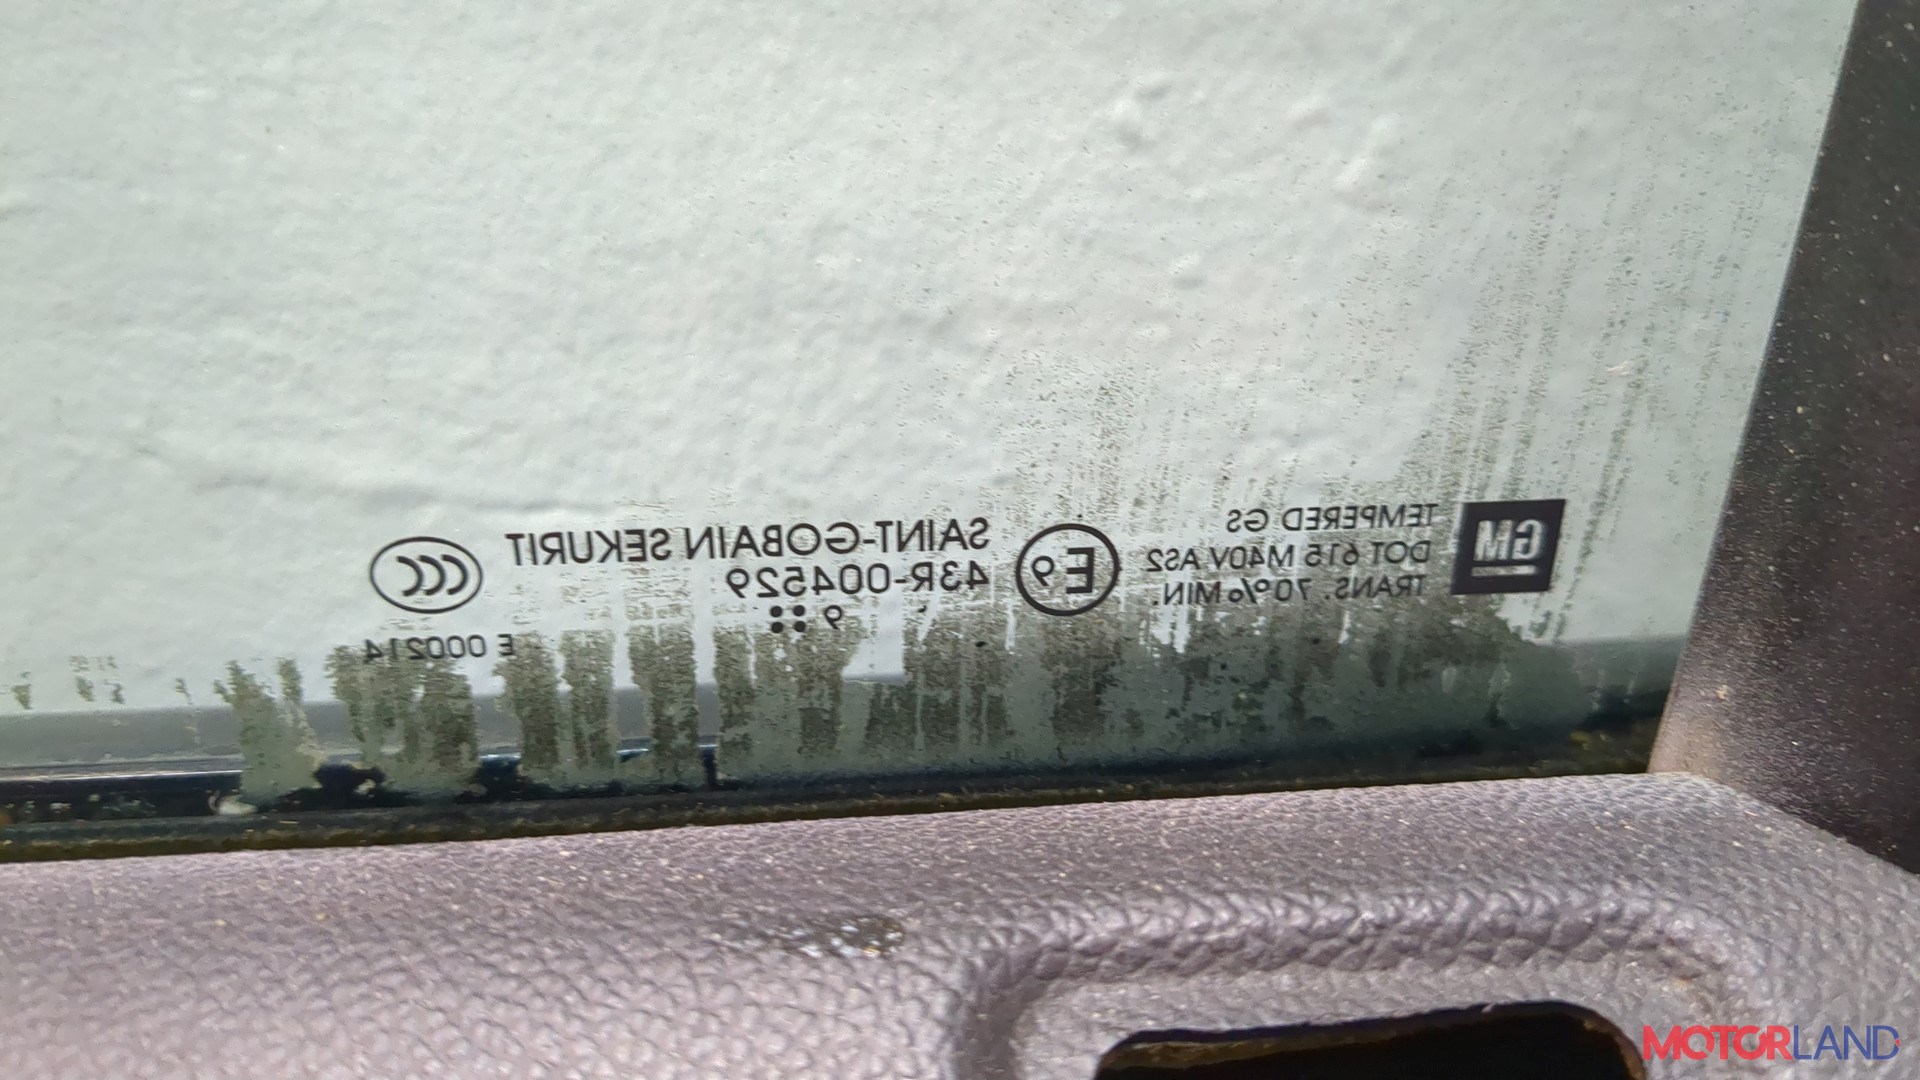 GM
TEMPERED GS
DOT 615 M40V AS2
TRANS. 70% MIN.
E9
SAINT-GOBAIN SEKURIT
43R-004529
9
CCC
E 000214
MOTORLAND